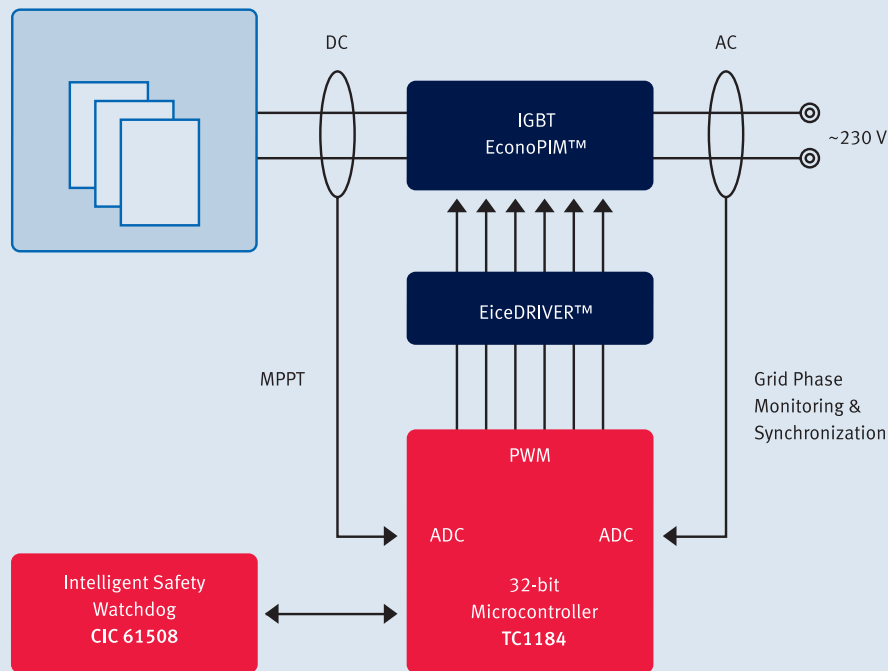 DC
AC
IGBT
EconoPIM™
~230 V
EiceDRIVER™
MPPT
Grid Phase
Monitoring &
Synchronization
PWM
ADC
ADC
Intelligent Safety
Watchdog
CIC 61508
32-bit
Microcontroller
TC1184